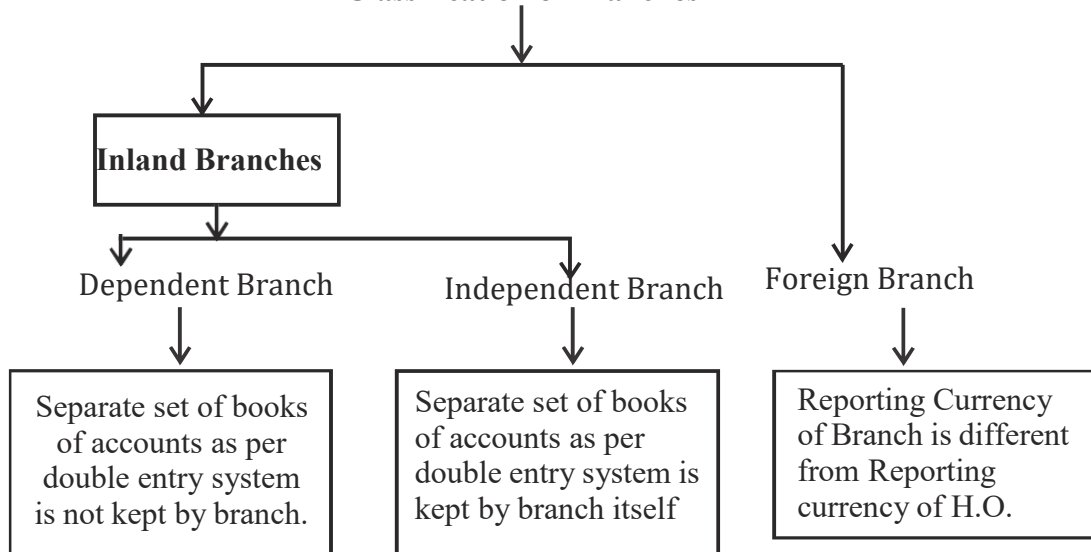 Inland Branches
Dependent Branch
Independent Branch
Foreign Branch
Separate set of books
of accounts as per
double entry system
is not kept by branch.
Separate set of books
of accounts as per
double entry system is
kept by branch itself
Reporting Currency
of Branch is different
from Reporting
currency of H.O.